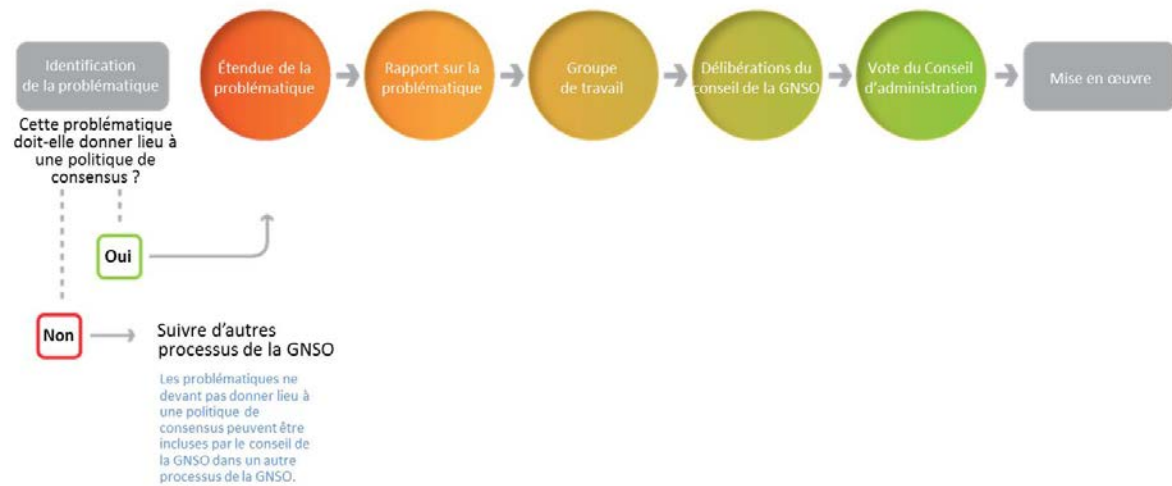 Identification
de la problématique
Étendue de la
problématique
Rapport sur la
problématique
Groupe
de travail
Délibérations du
conseil de la GNSO
Vote du Conseil
d'administration
Mise en œuvre
Cette problématique
doit-elle donner lieu à
une politique de
consensus ?
Oui
Non
Suivre d'autres
processus de la GNSO
Les problématiques ne
devant pas donner lieu à
une politique de
consensus peuvent être
incluses par le conseil de
la GNSO dans un autre
processus de la GNSO.